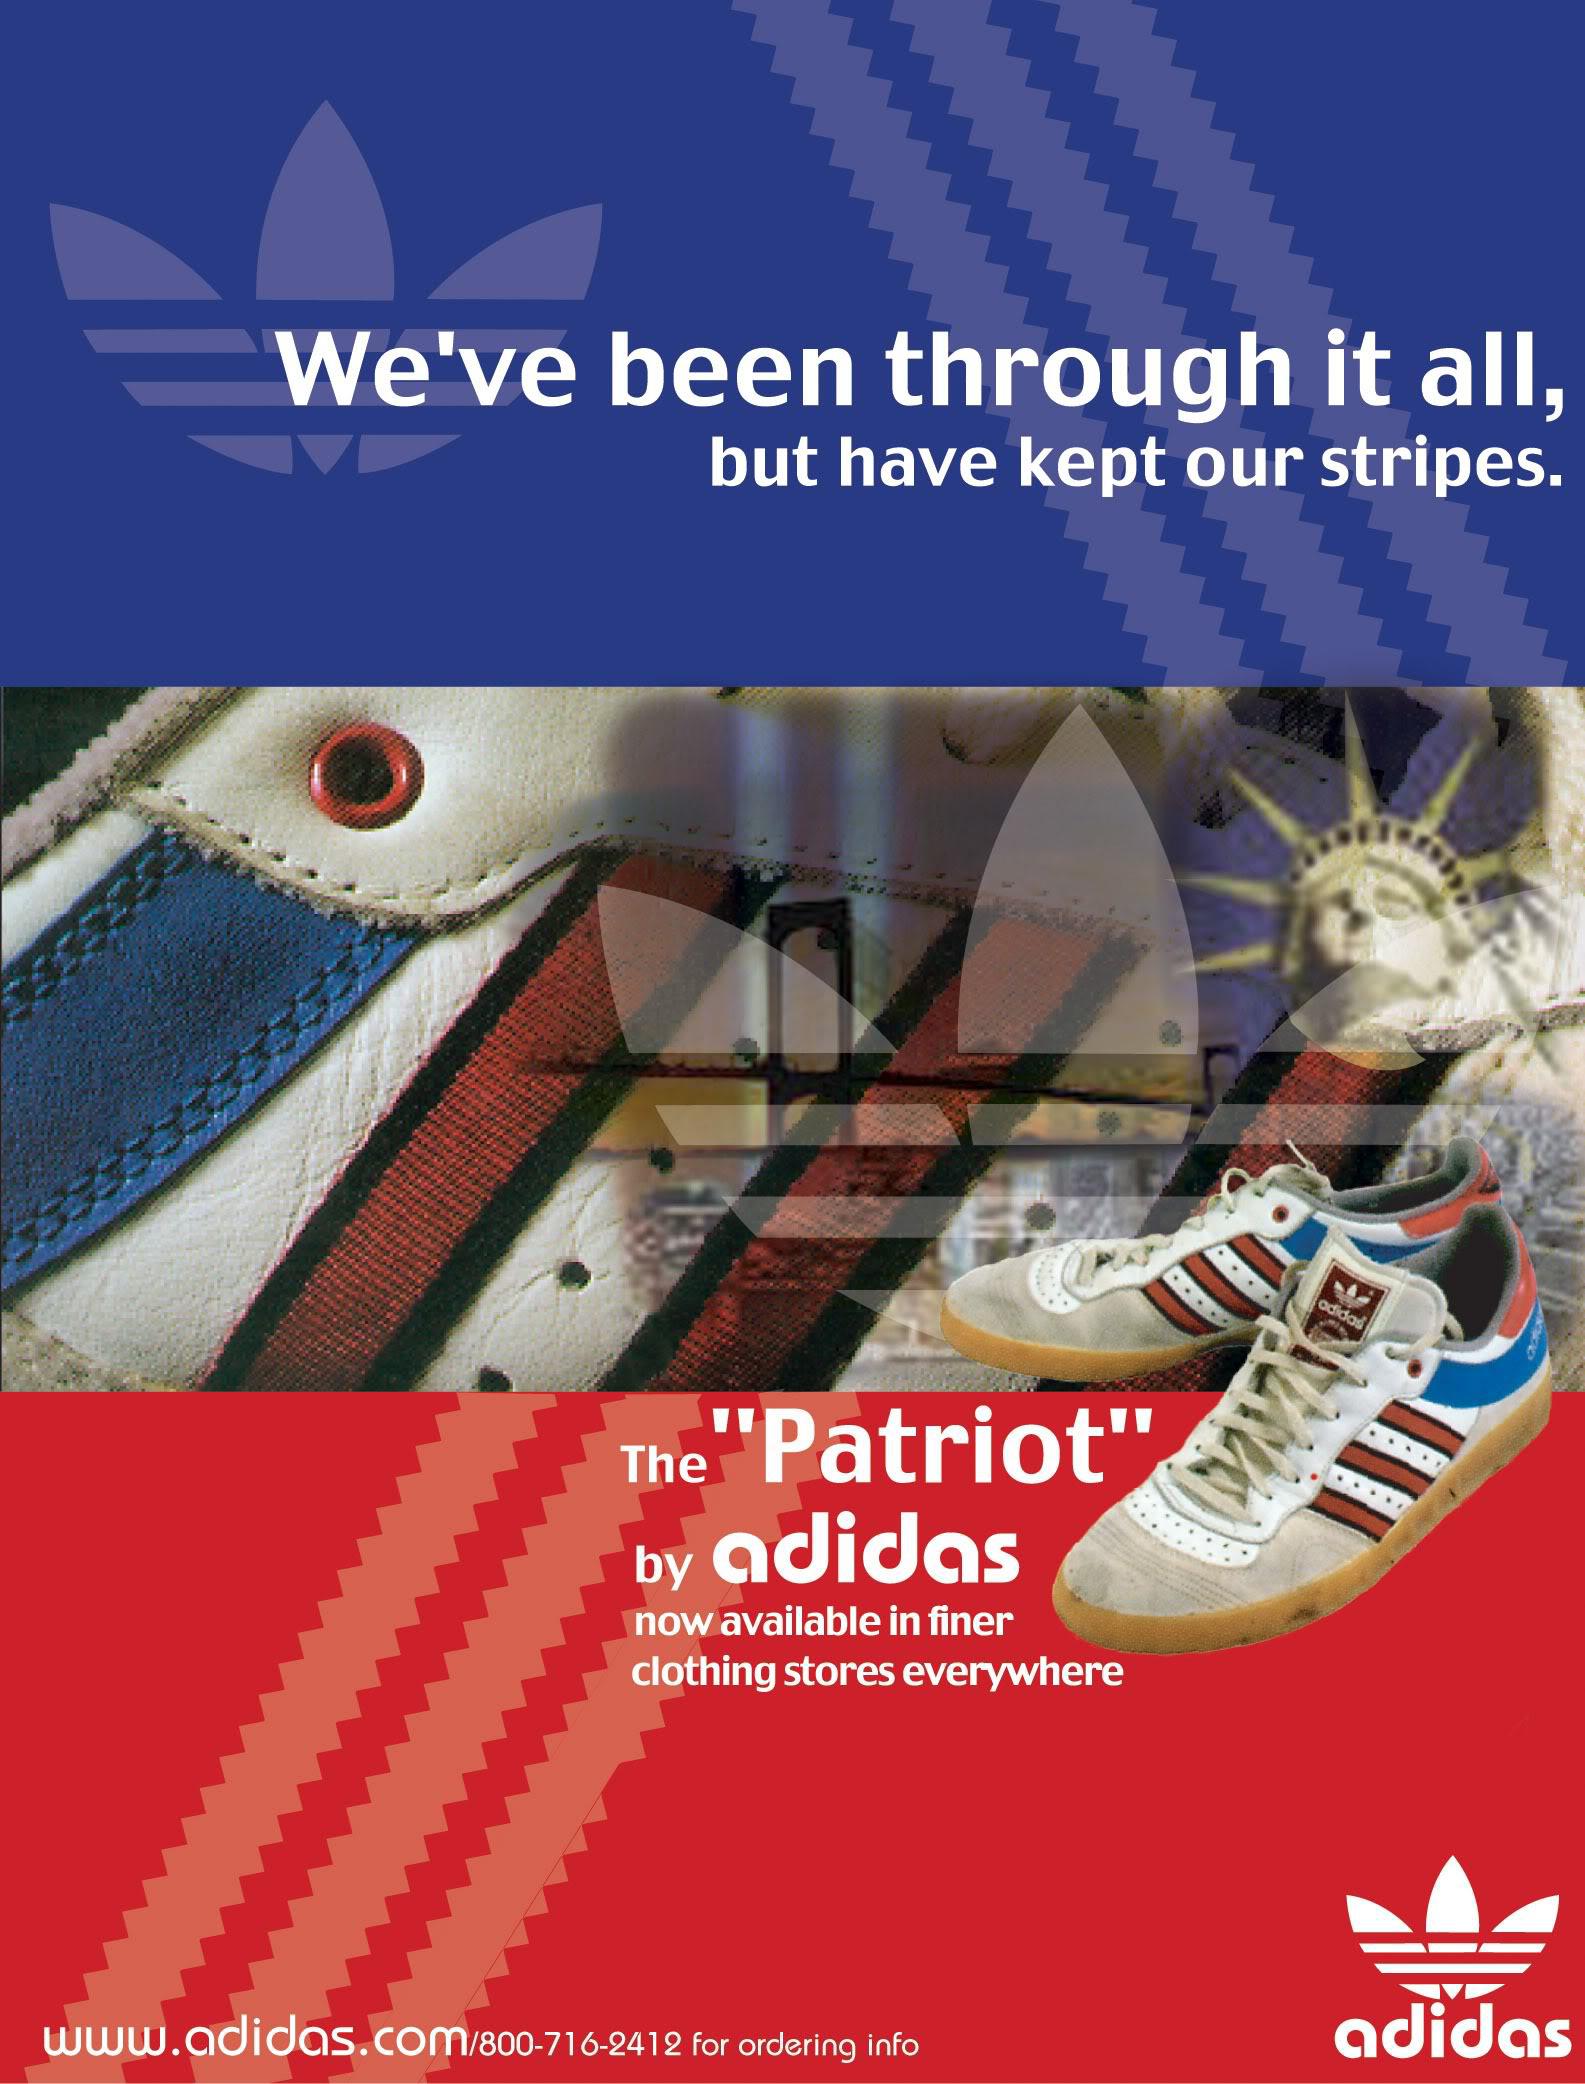 We've been through it all,
but have kept our stripes.
adidas
The "Patriot"
by adidas
now available in finer
clothing stores everywhere
www.adidas.com/800-716-2412 for ordering info
adidas